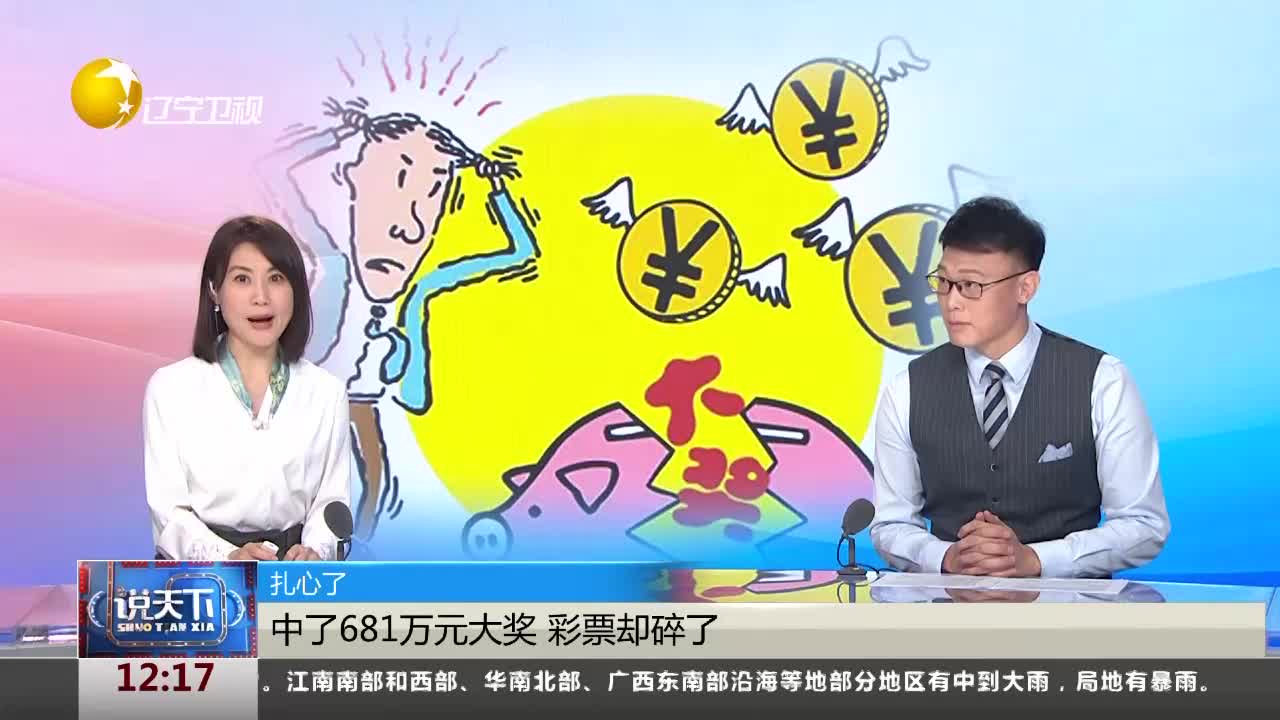 辽宁卫视
¥
¥
¥
大奖
扎心了
说天下
SHUO TIAN XIA
中了681万元大奖 彩票却碎了
12:17
。江南南部和西部、华南北部、广西东南部沿海等地部分地区有中到大雨，局地有暴雨。